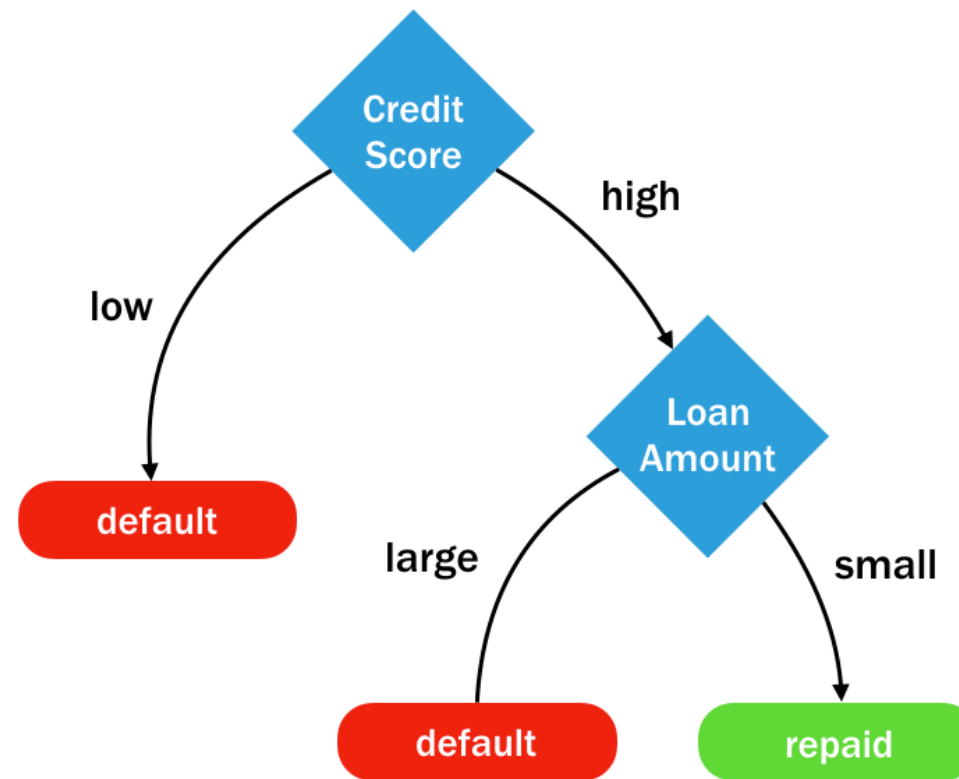 Credit
Score
high
low
Loan
Amount
default
large
small
default
repaid